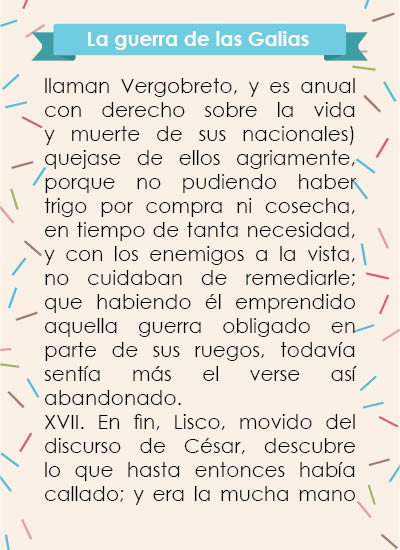 La guerra de las Galias
llaman Vergobreto, y es anual
con derecho sobre la vida
y muerte de sus nacionales)
quejase de ellos agriamente,
porque no pudiendo haber
trigo por compra ni cosecha,
en tiempo de tanta necesidad,
y con los enemigos a la vista,
no cuidaban de remediarle;
que habiendo él emprendido
aquella guerra obligado en
parte de sus ruegos, todavía
sentía más el verse así
abandonado.
XVII. En fin, Lisco, movido del
discurso de César, descubre
lo que hasta entonces había
callado; y era la mucha mano